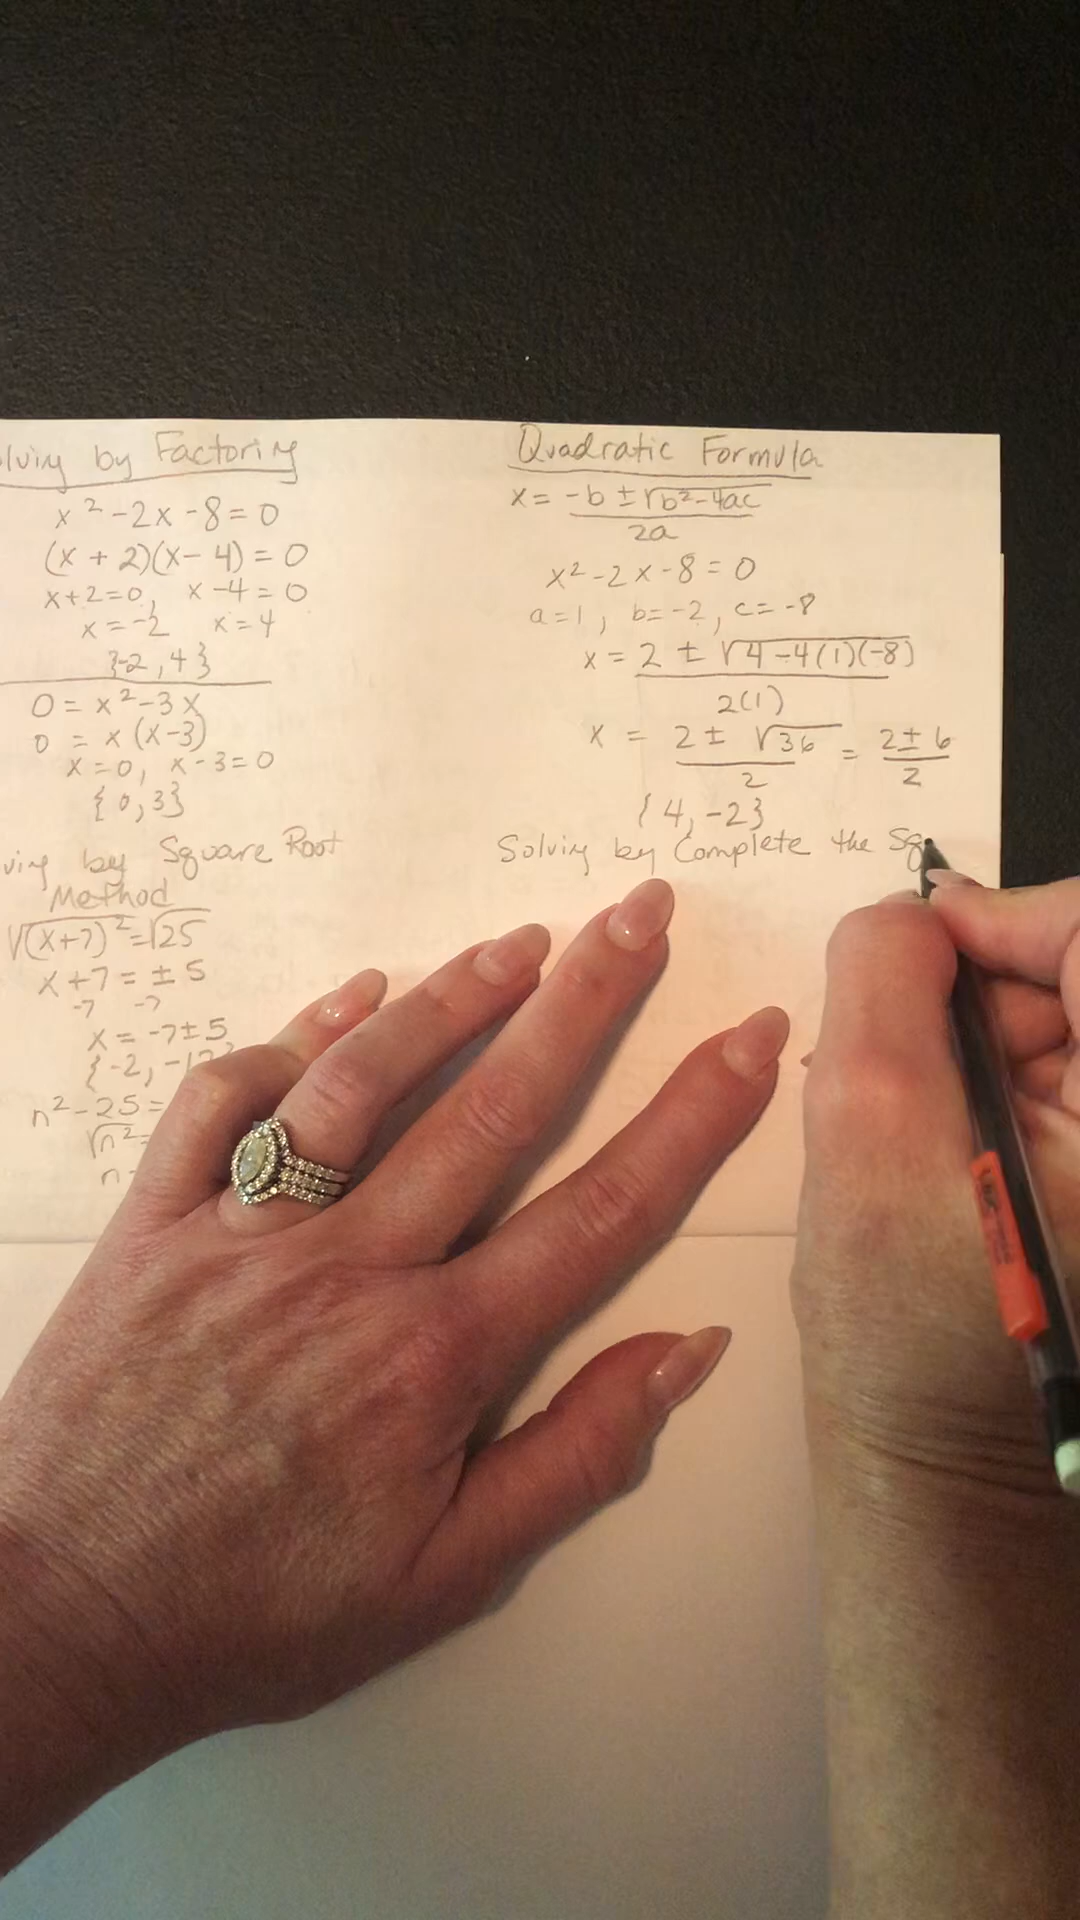 by Factoring
x² - 2x - 8 = 0
(x + 2)(x - 4) = 0
x+2=0, x-4=0
x=-2 x=4
{-2, 4}
0 = x² - 3x
0 = x(x-3)
x=0, x-3=0
{0, 3}
by Square Root
Method
√(x+7)² = √25
x+7 = ±5
-7 -7
x = -7±5
{-2, -1
n² - 25 =
√n² =
n
Quadratic Formula
x = -b ± √b²-4ac
2a
x² - 2x - 8 = 0
a=1, b=-2, c=-8
x = 2 ± √4-4(1)(-8)
2(1)
x = 2 ± √36 = 2±6
2 2
{4, -2}
Solving by Complete the Sq